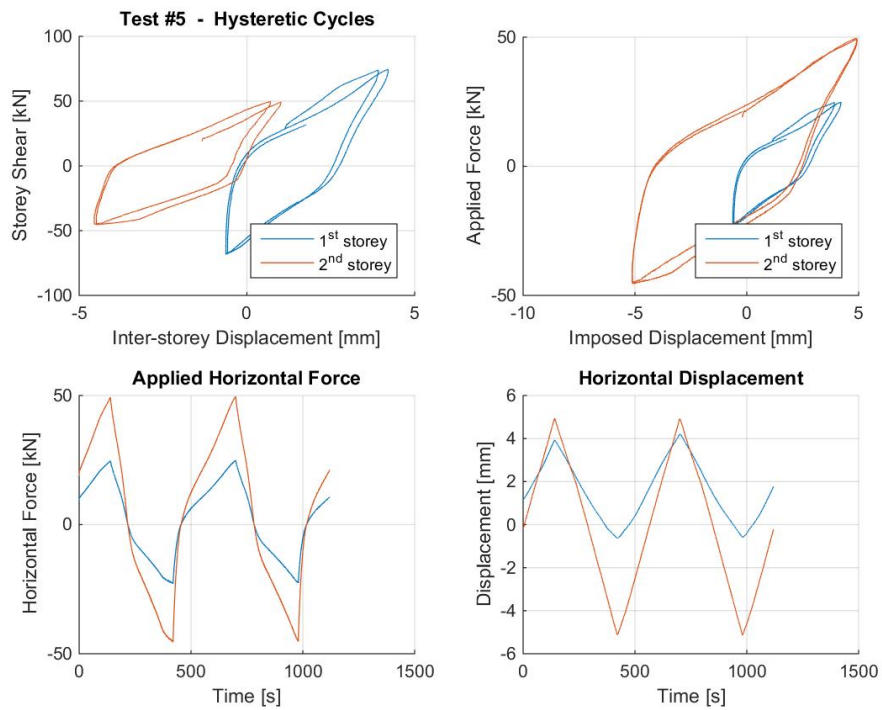 Test #5 - Hysteretic Cycles
Storey Shear [kN]
100
50
0
-50
-100
-5
0
5
Inter-storey Displacement [mm]
1st storey
2nd storey
Applied Force [kN]
50
0
-50
-10
-5
0
5
Imposed Displacement [mm]
1st storey
2nd storey
Applied Horizontal Force
Horizontal Force [kN]
50
0
-50
0
500
1000
1500
Time [s]
Horizontal Displacement
Displacement [mm]
6
4
2
0
-2
-4
-6
0
500
1000
1500
Time [s]